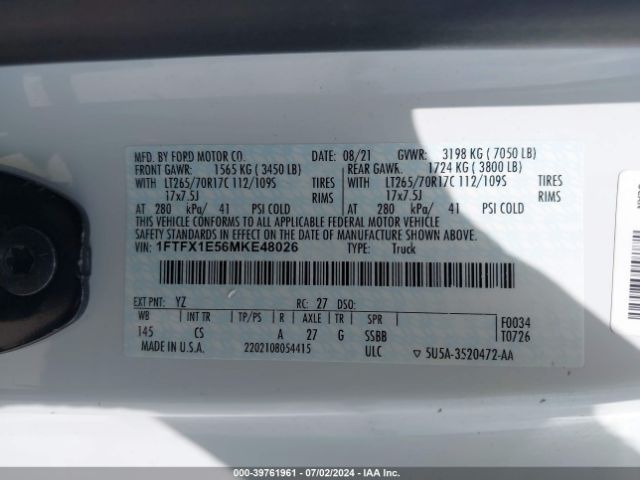 MFD. BY FORD MOTOR CO. DATE: 08/21 GVWR: 3198 KG ( 7050 LB)
FRONT GAWR: 1565 KG ( 3450 LB) REAR GAWR: 1724 KG ( 3800 LB)
WITH LT265/70R17C 112/109S TIRES WITH LT265/70R17C 112/109S TIRES
17x7.5J RIMS 17x7.5J RIMS
AT 280 kPa/ 41 PSI COLD AT 280 kPa/ 41 PSI COLD
THIS VEHICLE CONFORMS TO ALL APPLICABLE FEDERAL MOTOR VEHICLE
SAFETY STANDARDS IN EFFECT ON THE DATE OF MANUFACTURE SHOWN ABOVE.
VIN: 1FTFX1E56MKE48026 TYPE: Truck
EXT PNT: YZ RC: 27 DSO:
WB INT TR TP/PS R AXLE TR SPR F0034
145 CS A 27 G SSBB T0726
MADE IN U.S.A. 2202108054415 ULC ▽ 5U5A-3520472-AA
000-39761961 - 07/02/2024 - IAAI.COM